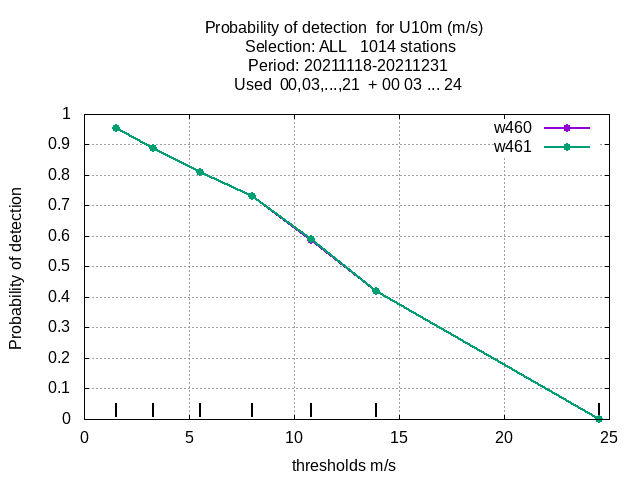 Probability of detection  for U10m (m/s)
Selection: ALL   1014 stations
Period: 20211118-20211231
Used  00,03,...,21  + 00 03 ... 24
w460
w461
Probability of detection
1
0.9
0.8
0.7
0.6
0.5
0.4
0.3
0.2
0.1
0
0 5 10 15 20 25
thresholds m/s